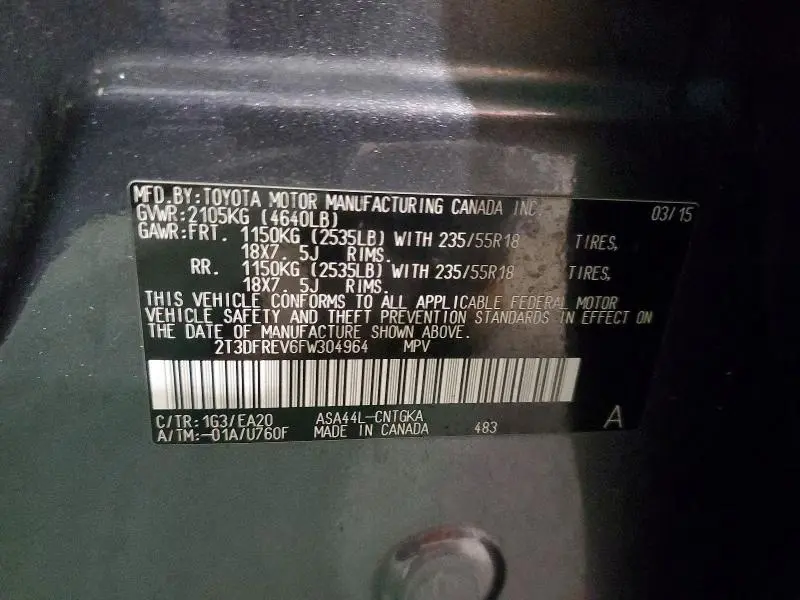 MFD.BY:TOYOTA MOTOR MANUFACTURING CANADA INC. 03/15
GVWR:2105KG (4640LB)
GAWR:FRT. 1150KG (2535LB) WITH 235/55R18 TIRES,
18X7. 5J RIMS.
RR. 1150KG (2535LB) WITH 235/55R18 TIRES,
18X7. 5J RIMS.
THIS VEHICLE CONFORMS TO ALL APPLICABLE FEDERAL MOTOR
VEHICLE SAFETY AND THEFT PREVENTION STANDARDS IN EFFECT ON
THE DATE OF MANUFACTURE SHOWN ABOVE.
2T3DFREV6FW304964 MPV
C/TR:1G3/EA20 ASA44L-CNTGKA
A/TM:-01A/U760F MADE IN CANADA 483 A